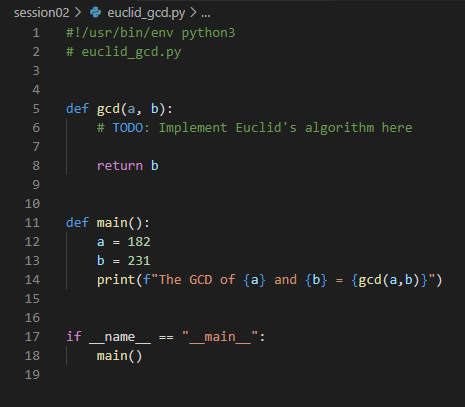 session02 > euclid_gcd.py > ...
1 #!/usr/bin/env python3
2 # euclid_gcd.py
3
4
5 def gcd(a, b):
6     # TODO: Implement Euclid's algorithm here
7
8     return b
9
10
11 def main():
12     a = 182
13     b = 231
14     print(f"The GCD of {a} and {b} = {gcd(a,b)}")
15
16
17 if __name__ == "__main__":
18     main()
19